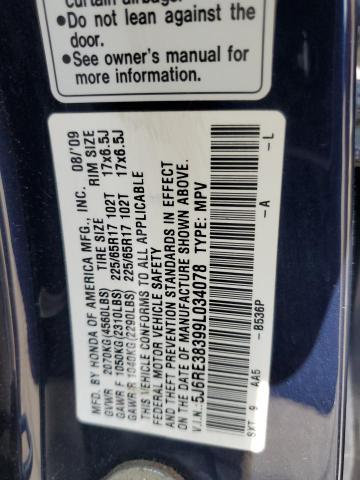 curtain airbag.
●Do not lean against the
door.
●See owner's manual for
more information.
MFD. BY HONDA OF AMERICA MFG., INC. 08/'09
TIRE SIZE RIM SIZE
GVWR 2070KG(4560LBS)
GAWR F 1050KG(2310LBS) 225/65R17 102T 17x6.5J
GAWR R 1040KG(2290LBS) 225/65R17 102T 17x6.5J
THIS VEHICLE CONFORMS TO ALL APPLICABLE
FEDERAL MOTOR VEHICLE SAFETY
AND THEFT PREVENTION STANDARDS IN EFFECT
ON THE DATE OF MANUFACTURE SHOWN ABOVE.
V.I.N.:5J6RE38399L034078 TYPE: MPV
SXT 9 AA5 -B536P -A -L